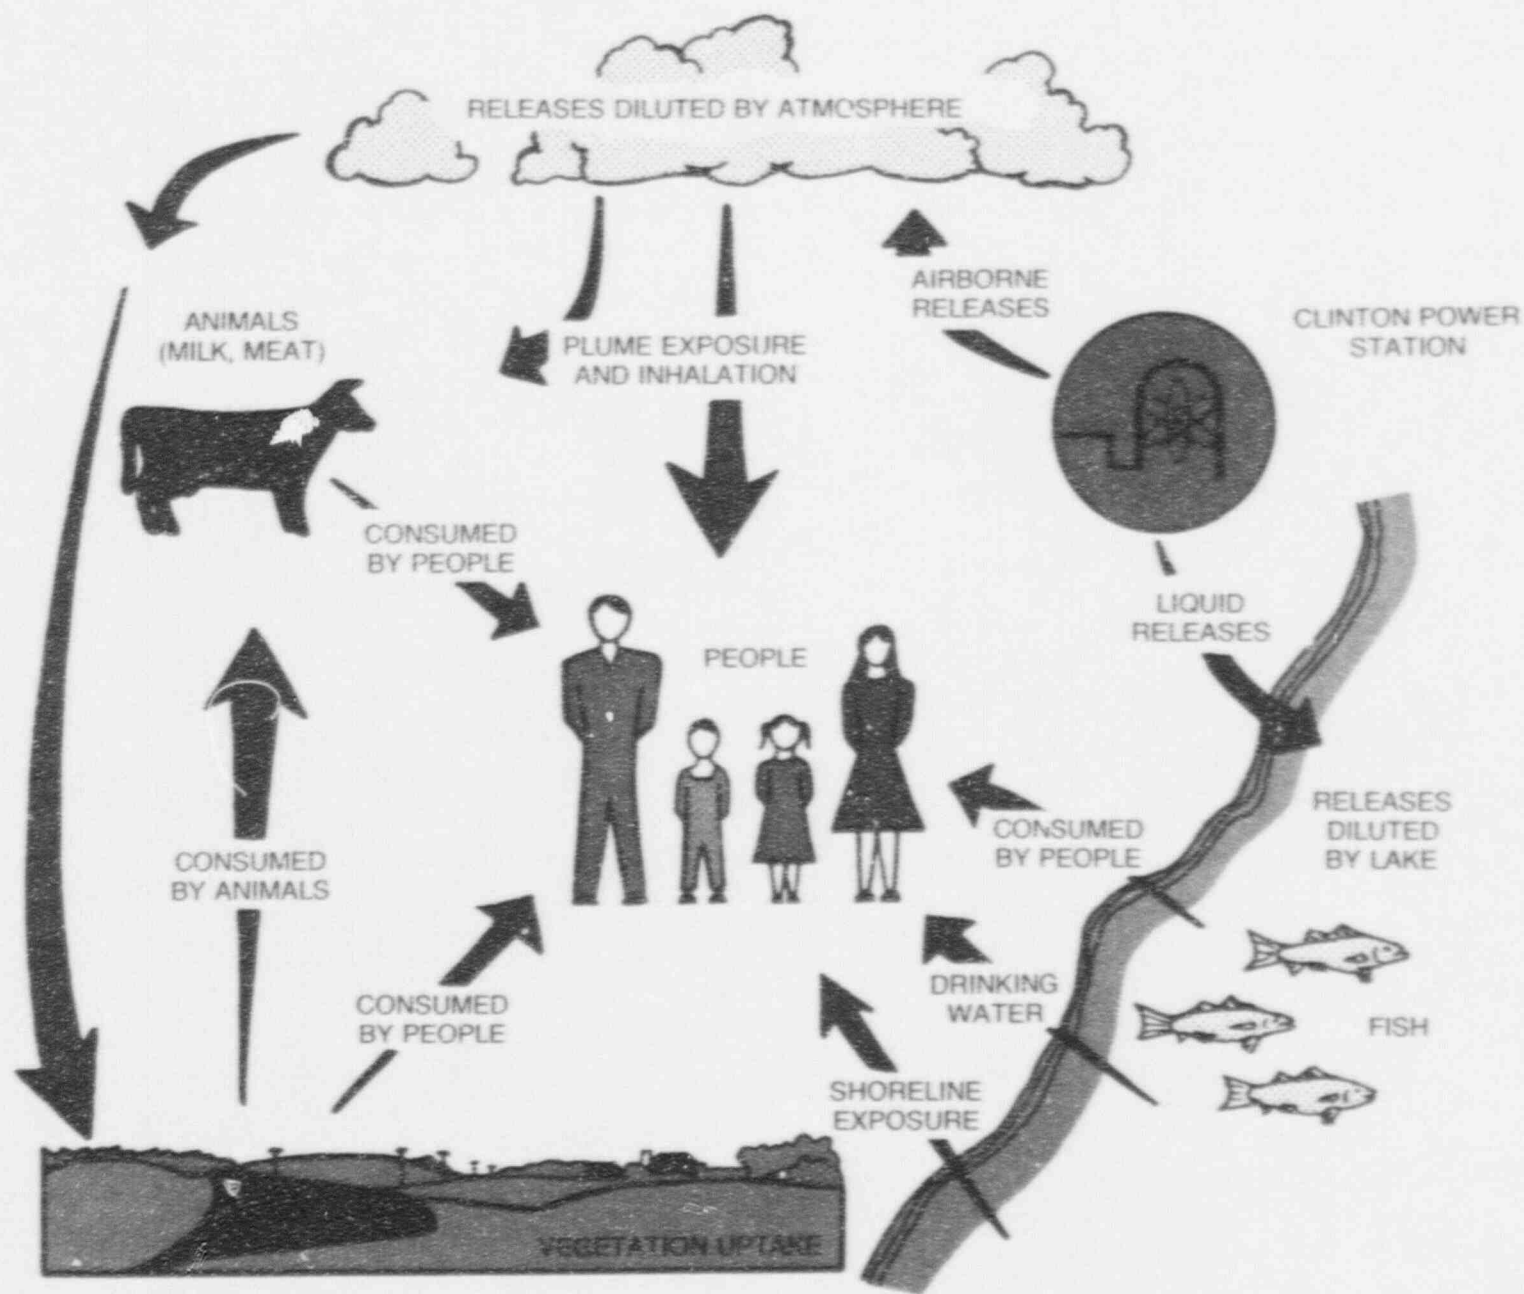 RELEASES DILUTED BY ATMOSPHERE
AIRBORNE
RELEASES
CLINTON POWER
STATION
ANIMALS
(MILK, MEAT)
PLUME EXPOSURE
AND INHALATION
CONSUMED
BY PEOPLE
LIQUID
RELEASES
PEOPLE
RELEASES
DILUTED
BY LAKE
CONSUMED
BY PEOPLE
CONSUMED
BY ANIMALS
DRINKING
WATER
CONSUMED
BY PEOPLE
FISH
SHORELINE
EXPOSURE
VEGETATION UPTAKE